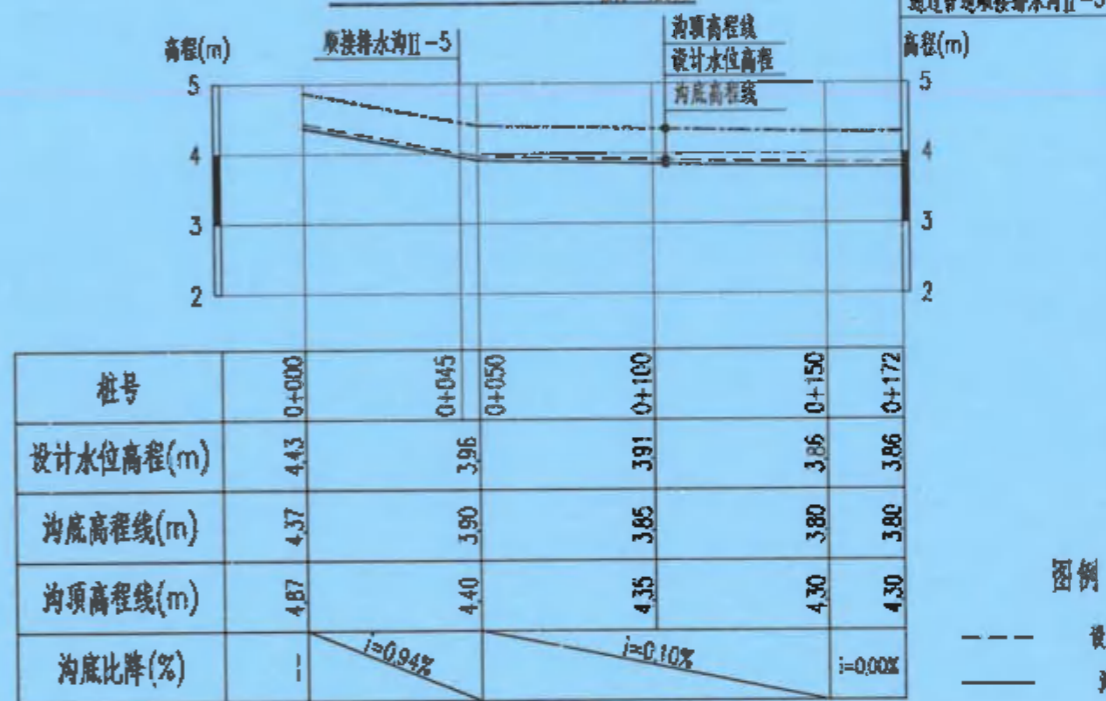 高程(m)
顺接排水沟II-5
沟顶高程线
设计水位高程
沟底高程线
高程(m)
5
4
3
2
5
4
3
2
桩号 0+000 0+045 0+050 0+100 0+150 0+172
设计水位高程(m) 4.43 3.96 3.91 3.86 3.86
沟底高程线(m) 4.37 3.90 3.85 3.80 3.80
沟顶高程线(m) 4.87 4.40 4.35 4.30 4.30
沟底比降(%) — i=0.94% i=0.10% i=0.00%
图例
设